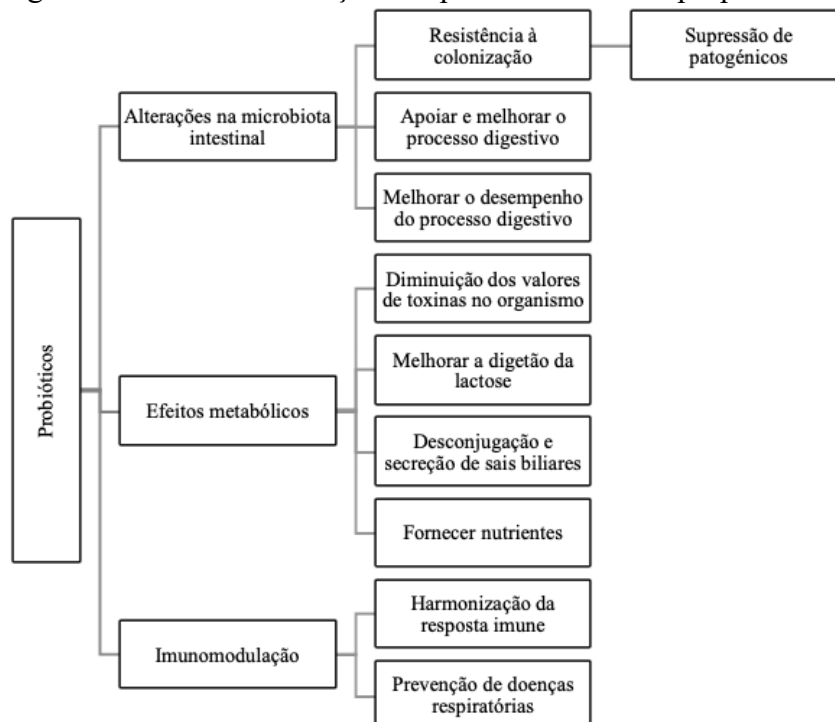 Resistência à
colonização
Supressão de
patogénicos
Alterações na microbiota
intestinal
Apoiar e melhorar o
processo digestivo
Melhorar o desempenho
do processo digestivo
Probióticos
Efeitos metabólicos
Diminuição dos valores
de toxinas no organismo
Melhorar a digetão da
lactose
Desconjugação e
secreção de sais biliares
Fornecer nutrientes
Imunomodulação
Harmonização da
resposta imune
Prevenção de doenças
respiratórias